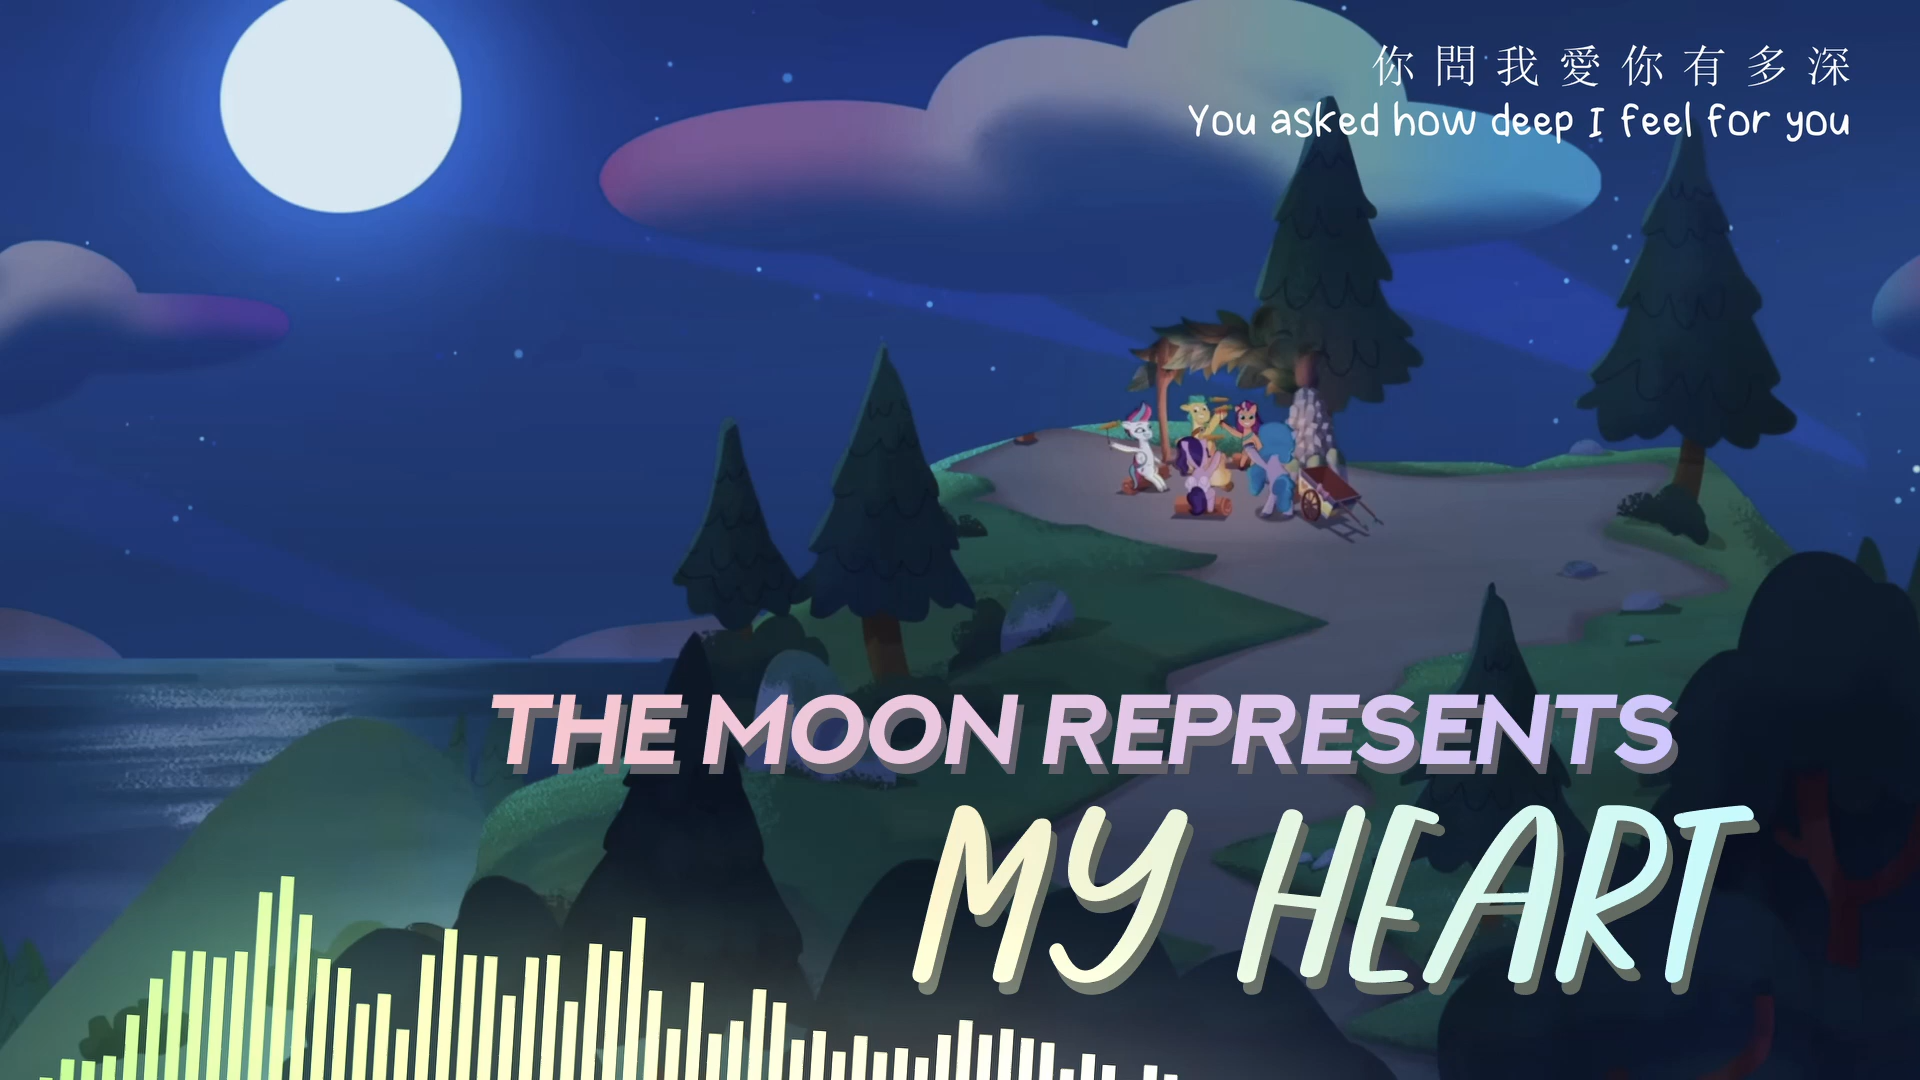 你問我愛你有多深
You asked how deep I feel for you
THE MOON REPRESENTS
MY HEART